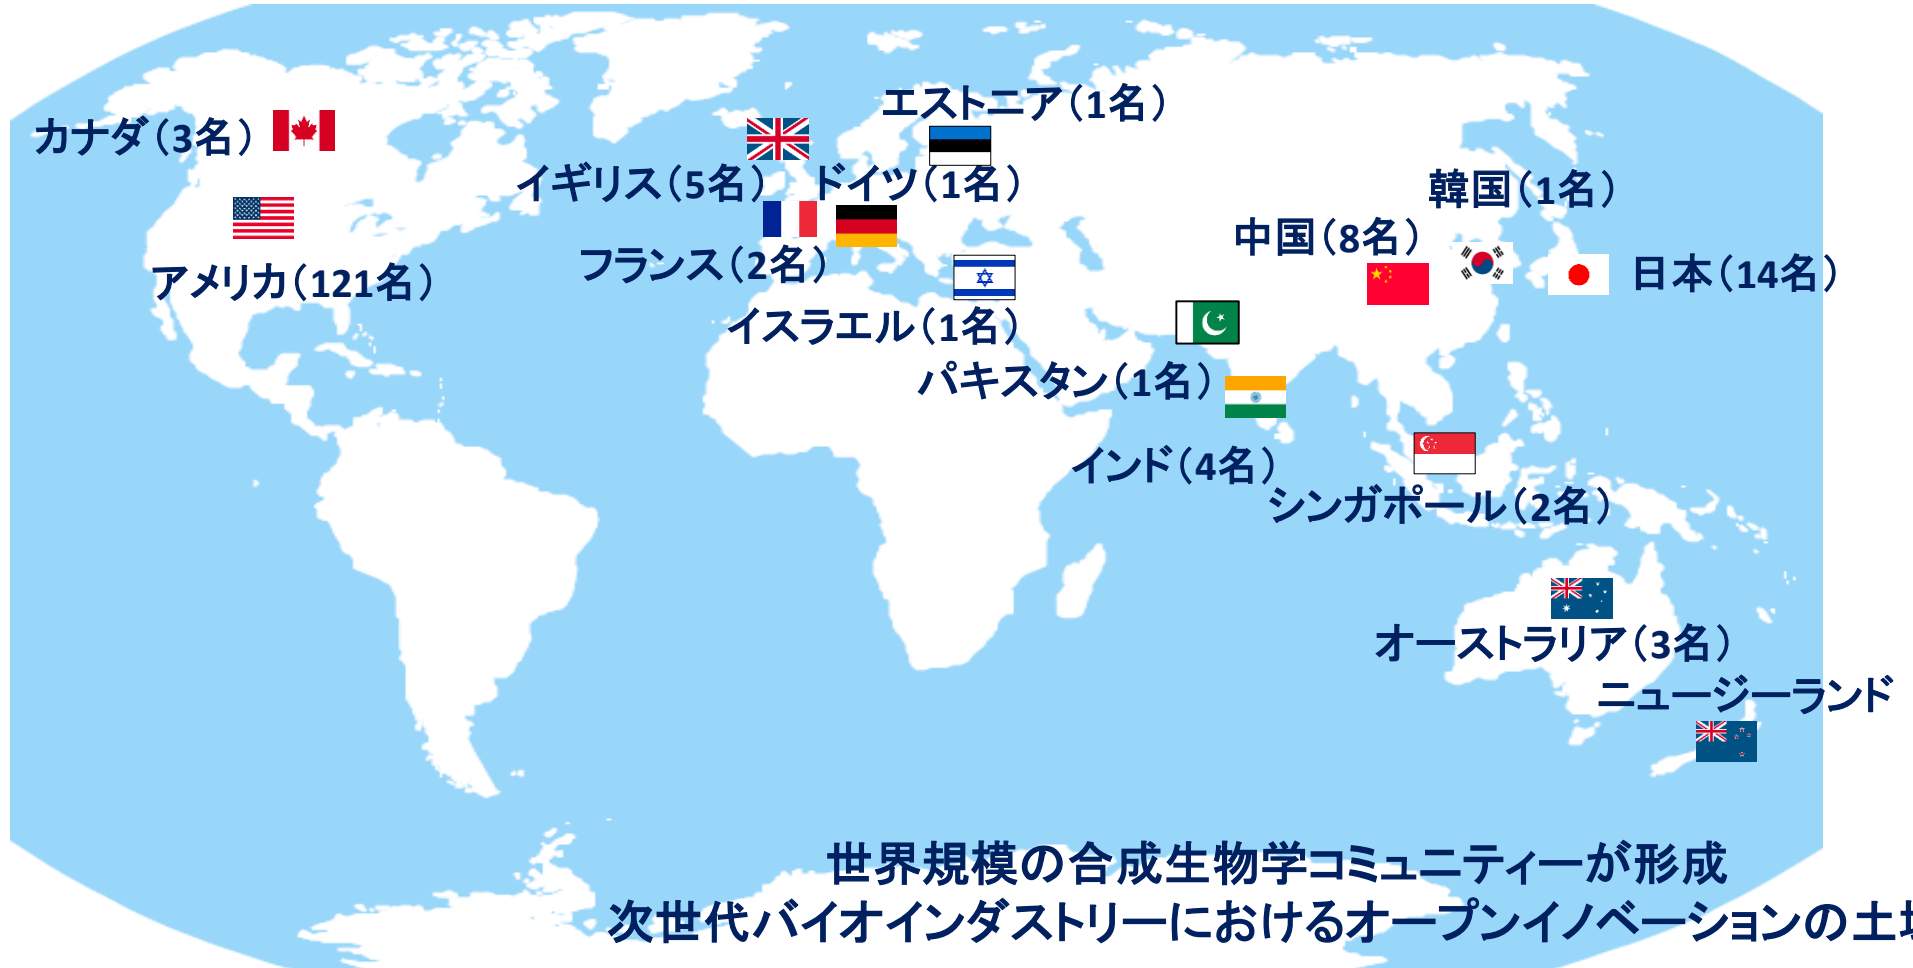 エストニア（1名）
カナダ（3名）
イギリス（5名）
ドイツ（1名）
韓国（1名）
中国（8名）
フランス（2名）
日本（14名）
アメリカ（121名）
イスラエル（1名）
パキスタン（1名）
インド（4名）
シンガポール（2名）
オーストラリア（3名）
ニュージーランド
世界規模の合成生物学コミュニティーが形成
次世代バイオインダストリーにおけるオープンイノベーションの土